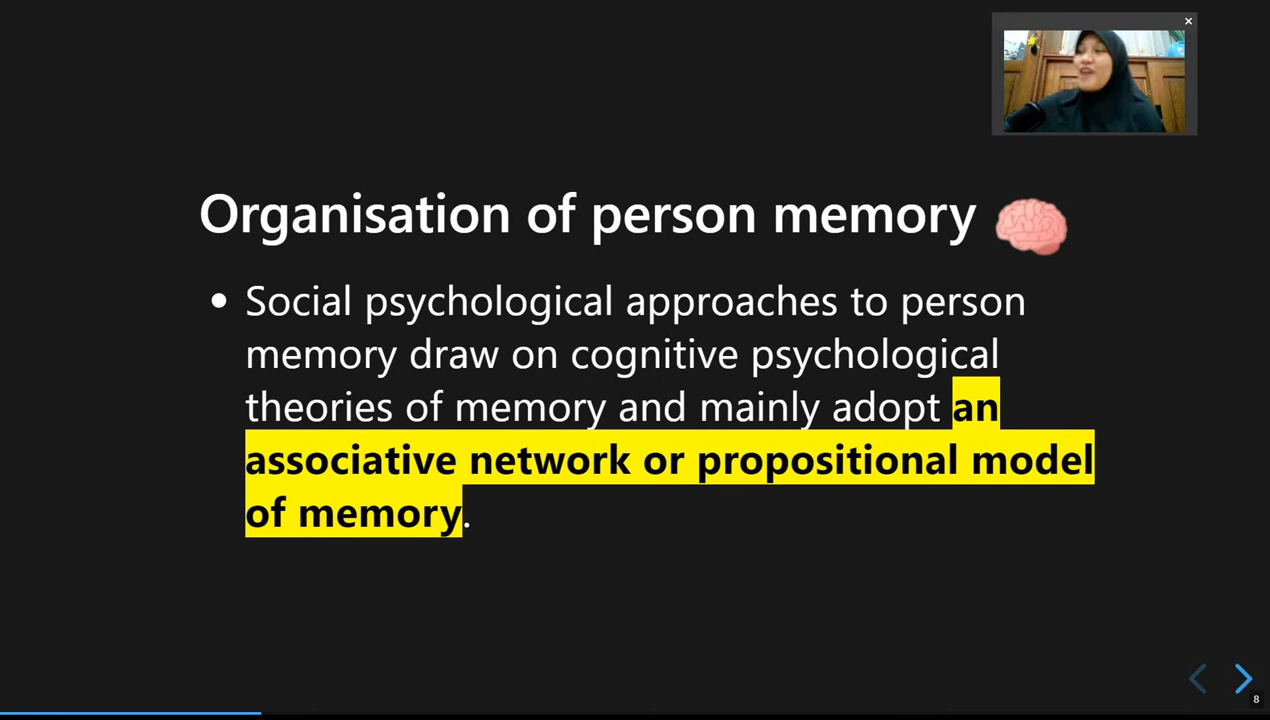 Organisation of person memory
• Social psychological approaches to person
memory draw on cognitive psychological
theories of memory and mainly adopt an
associative network or propositional model
of memory.
8